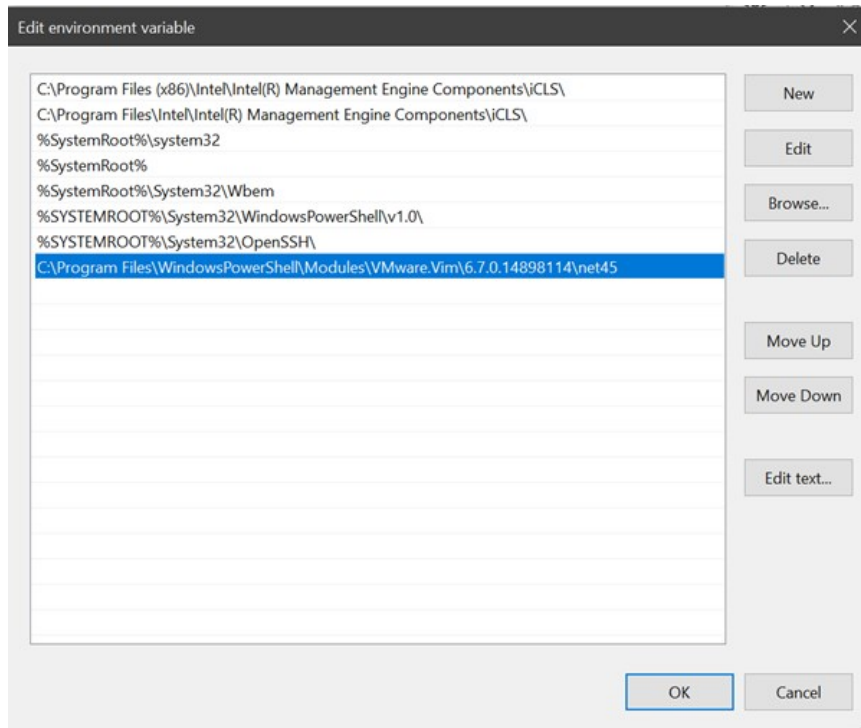 Edit environment variable
C:\Program Files (x86)\Intel\Intel(R) Management Engine Components\iCLS\
New
C:\Program Files\Intel\Intel(R) Management Engine Components\iCLS\
%SystemRoot%\system32
Edit
%SystemRoot%
%SystemRoot%\System32\Wbem
Browse...
%SYSTEMROOT%\System32\WindowsPowerShell\v1.0\
%SYSTEMROOT%\System32\OpenSSH\
Delete
C:\Program Files\WindowsPowerShell\Modules\VMware.Vim\6.7.0.14898114\net45
Move Up
Move Down
Edit text...
OK
Cancel